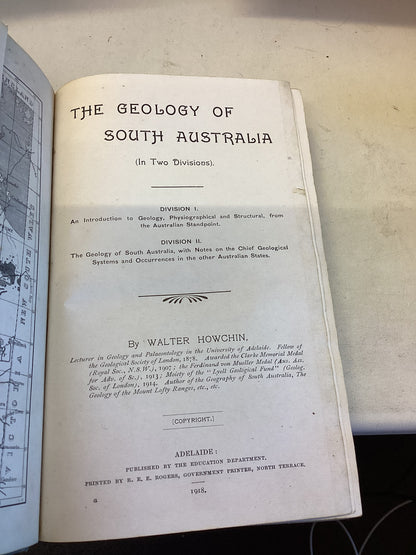 THE GEOLOGY OF
SOUTH AUSTRALIA
(In Two Divisions).
DIVISION I.
An Introduction to Geology, Physiographical and Structural, from
the Australian Standpoint.
DIVISION II.
The Geology of South Australia, with Notes on the Chief Geological
Systems and Occurrences in the other Australian States.
By WALTER HOWCHIN,
Lecturer in Geology and Palæontology in the University of Adelaide. Fellow of
the Geological Society of London, 1878. Awarded the Clarke Memorial Medal
(Royal Soc., N.S.W.), 1907; the Ferdinand von Mueller Medal (Aus. Ass.
for Adv. of Sc.), 1913; Moiety of the "Lyell Geological Fund" (Geolog.
Soc. of London), 1914. Author of the Geography of South Australia, The
Geology of the Mount Lofty Ranges, etc., etc.
[COPYRIGHT.]
ADELAIDE:
PUBLISHED BY THE EDUCATION DEPARTMENT.
PRINTED BY R. E. E. ROGERS, GOVERNMENT PRINTER, NORTH TERRACE.
1918.
a